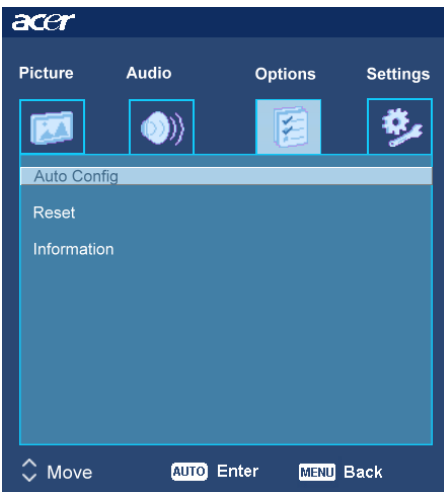 acer
Picture Audio Options Settings
Auto Config
Reset
Information
Move AUTO Enter MENU Back